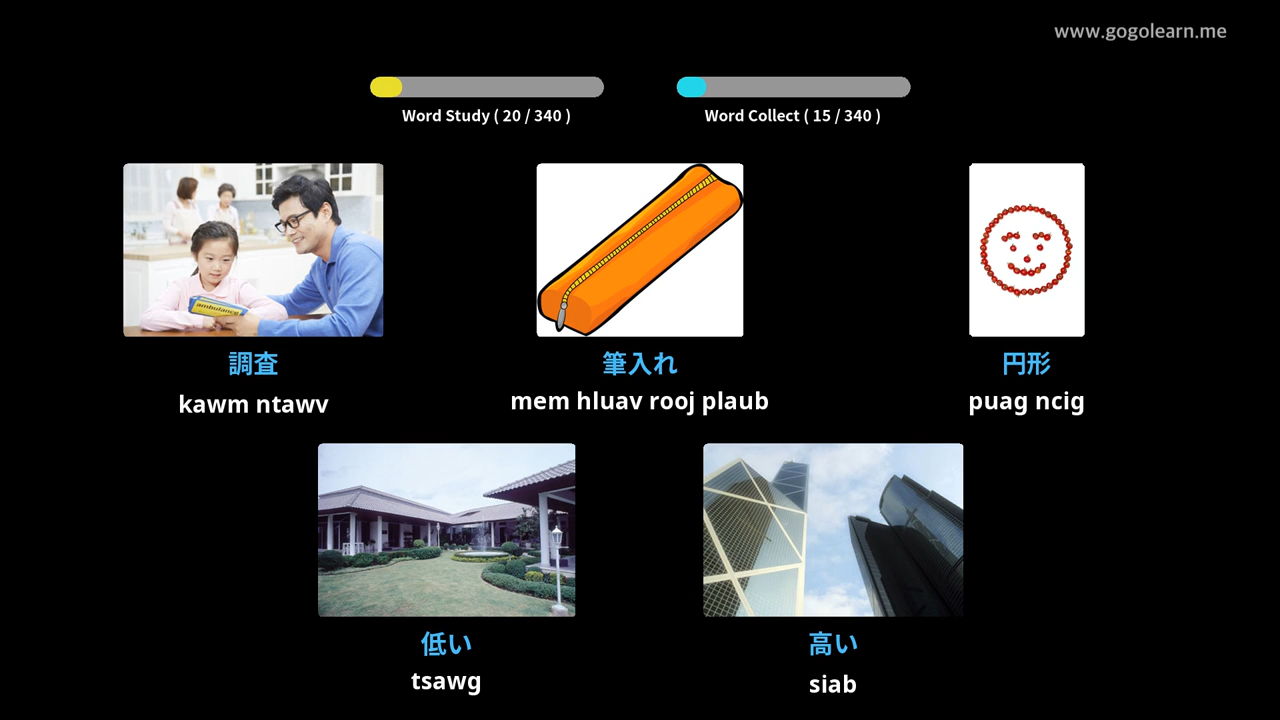 www.gogolearn.me
Word Study ( 20 / 340 )
Word Collect ( 15 / 340 )
ambulance
調査
kawm ntawv
筆入れ
mem hluav rooj plaub
円形
puag ncig
低い
tsawg
高い
siab